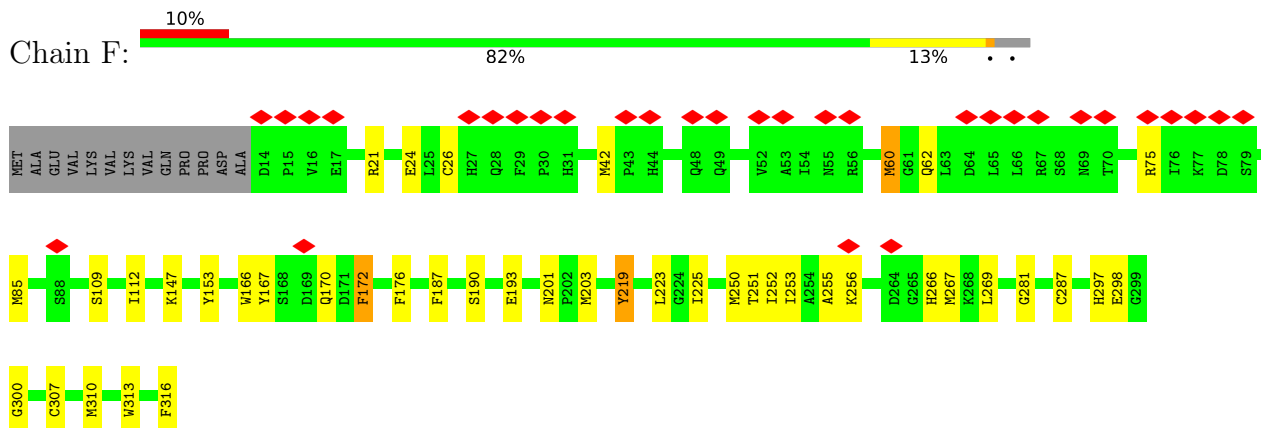 10%
Chain F:
82% 13% • •
MET ALA GLU VAL LYS VAL LYS VAL GLN PRO PRO ASP ALA D14 P15 V16 E17 R21 E24 L25 C26 H27 Q28 F29 P30 H31 M42 P43 H44 Q48 Q49 V52 A53 I54 N55 R56 M60 G61 Q62 L63 D64 L65 L66 R67 S68 N69 T70 R75 I76 K77 D78 S79
M85 S88 S109 I112 K147 Y153 W166 Y167 S168 D169 Q170 D171 F172 F176 F187 S190 E193 N201 P202 M203 Y219 L223 G224 I225 M250 T251 I252 I253 A254 A255 K256 D264 G265 H266 M267 K268 L269 G281 C287 H297 E298 G299
G300 C307 M310 W313 F316